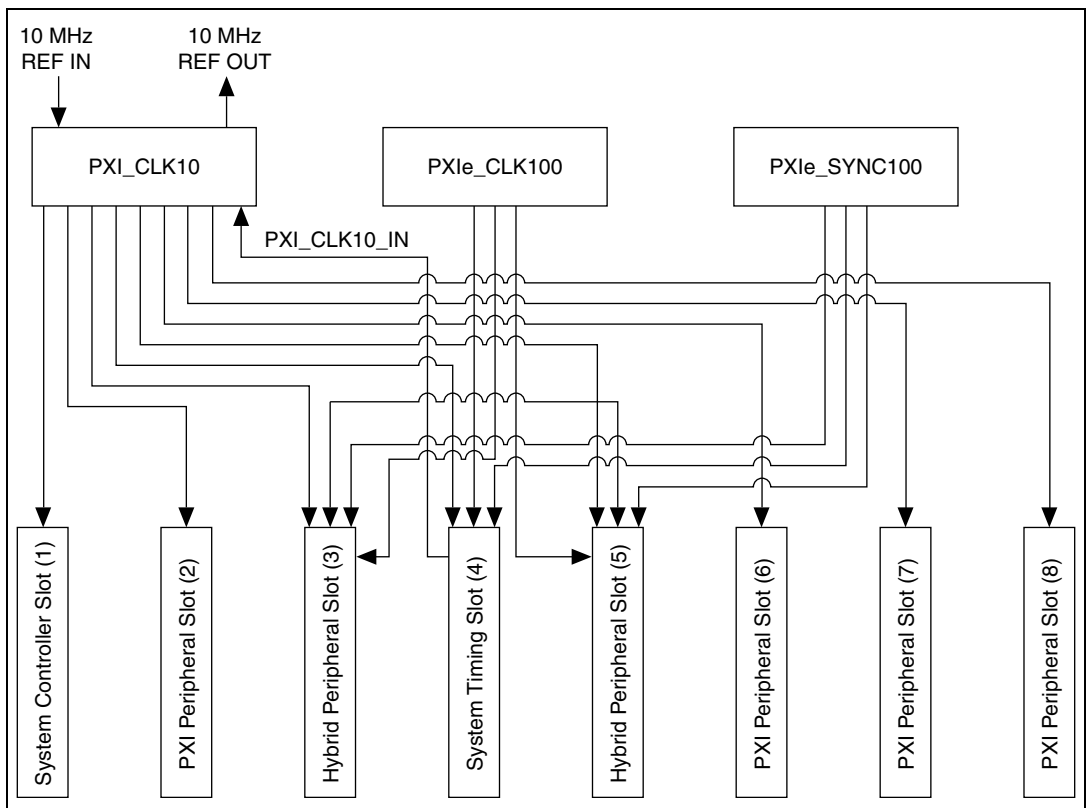 10 MHz
REF IN
10 MHz
REF OUT
PXI_CLK10
PXIe_CLK100
PXIe_SYNC100
PXI_CLK10_IN
System Controller Slot (1)
PXI Peripheral Slot (2)
Hybrid Peripheral Slot (3)
System Timing Slot (4)
Hybrid Peripheral Slot (5)
PXI Peripheral Slot (6)
PXI Peripheral Slot (7)
PXI Peripheral Slot (8)